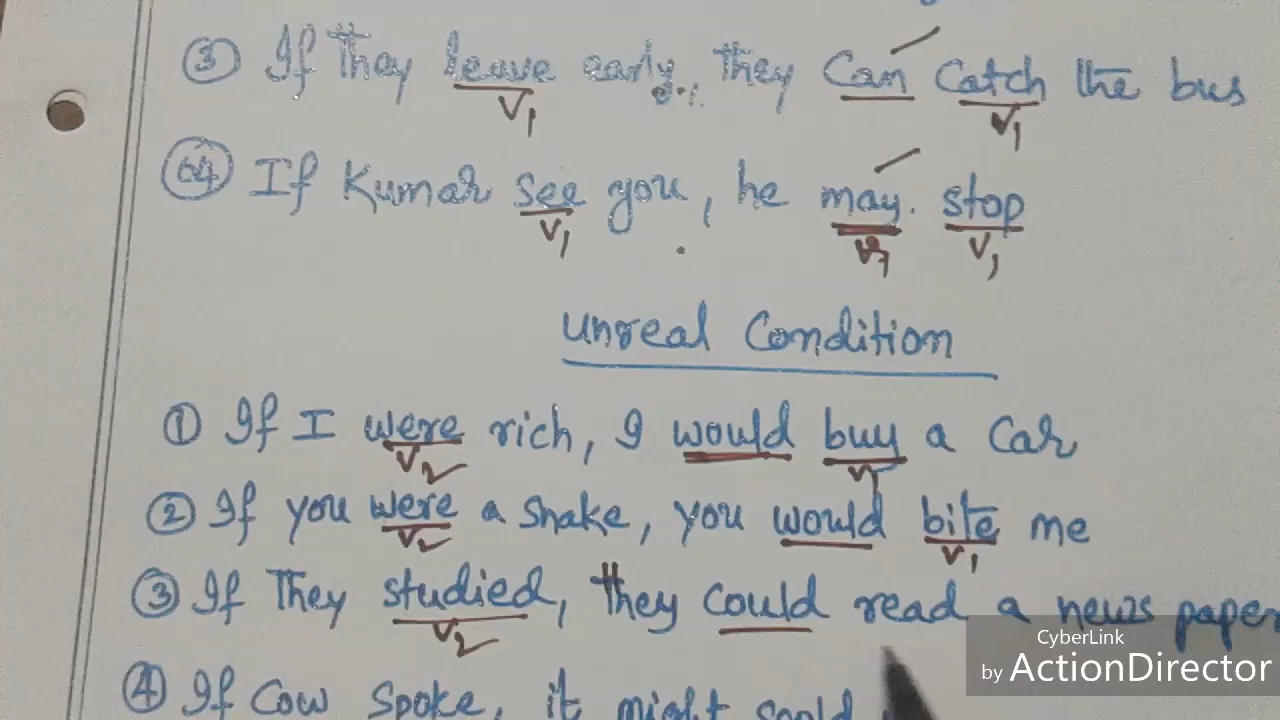 ③ If They leave early, they can catch the bus
V1 V1
04 If Kumar see you, he may. stop
V1 V1 V1
Unreal Condition
① If I were rich, I would buy a Car
V2 V1
② If you were a snake, you would bite me
V2 V1
③ If They studied, they could read a news paper
V2
④ If Cow spoke, it might scold
CyberLink
by ActionDirector